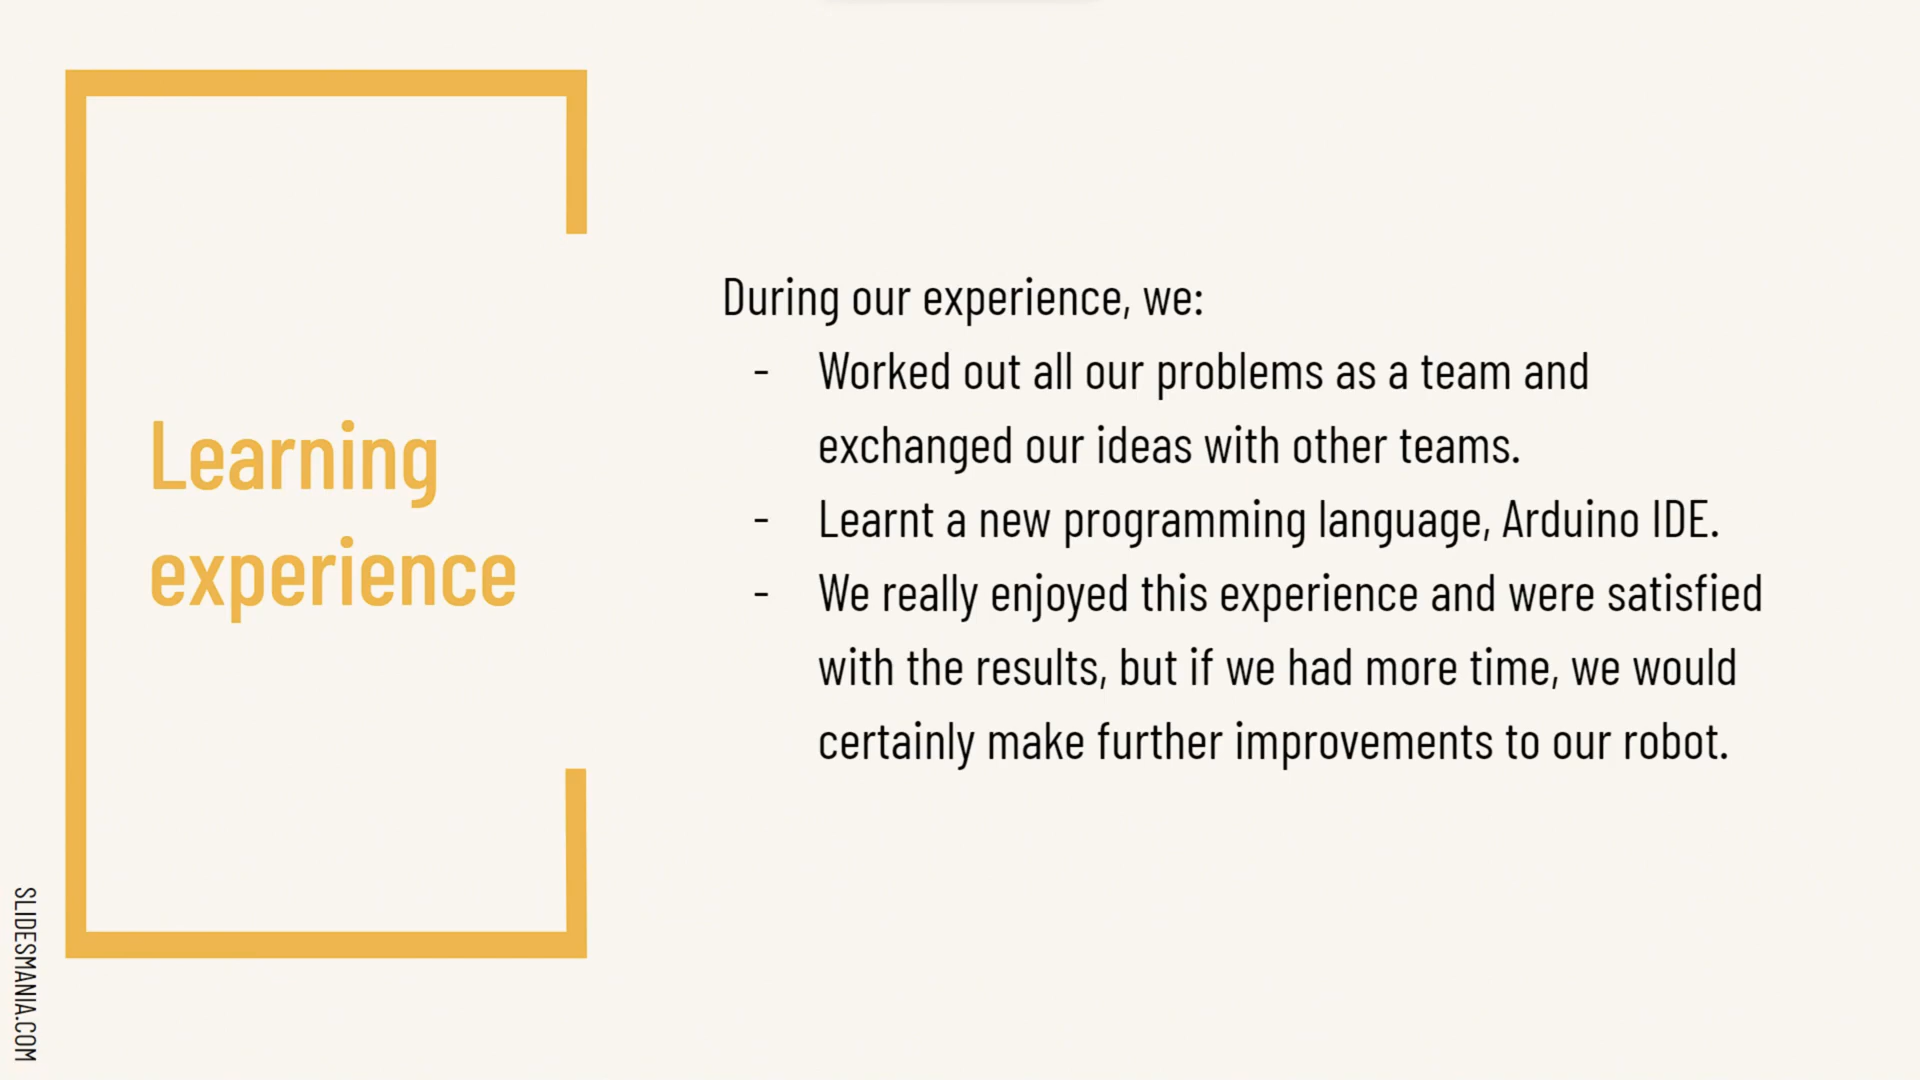 Learning
experience
During our experience, we:
- Worked out all our problems as a team and
exchanged our ideas with other teams.
- Learnt a new programming language, Arduino IDE.
- We really enjoyed this experience and were satisfied
with the results, but if we had more time, we would
certainly make further improvements to our robot.
SLIDESMANIA.COM